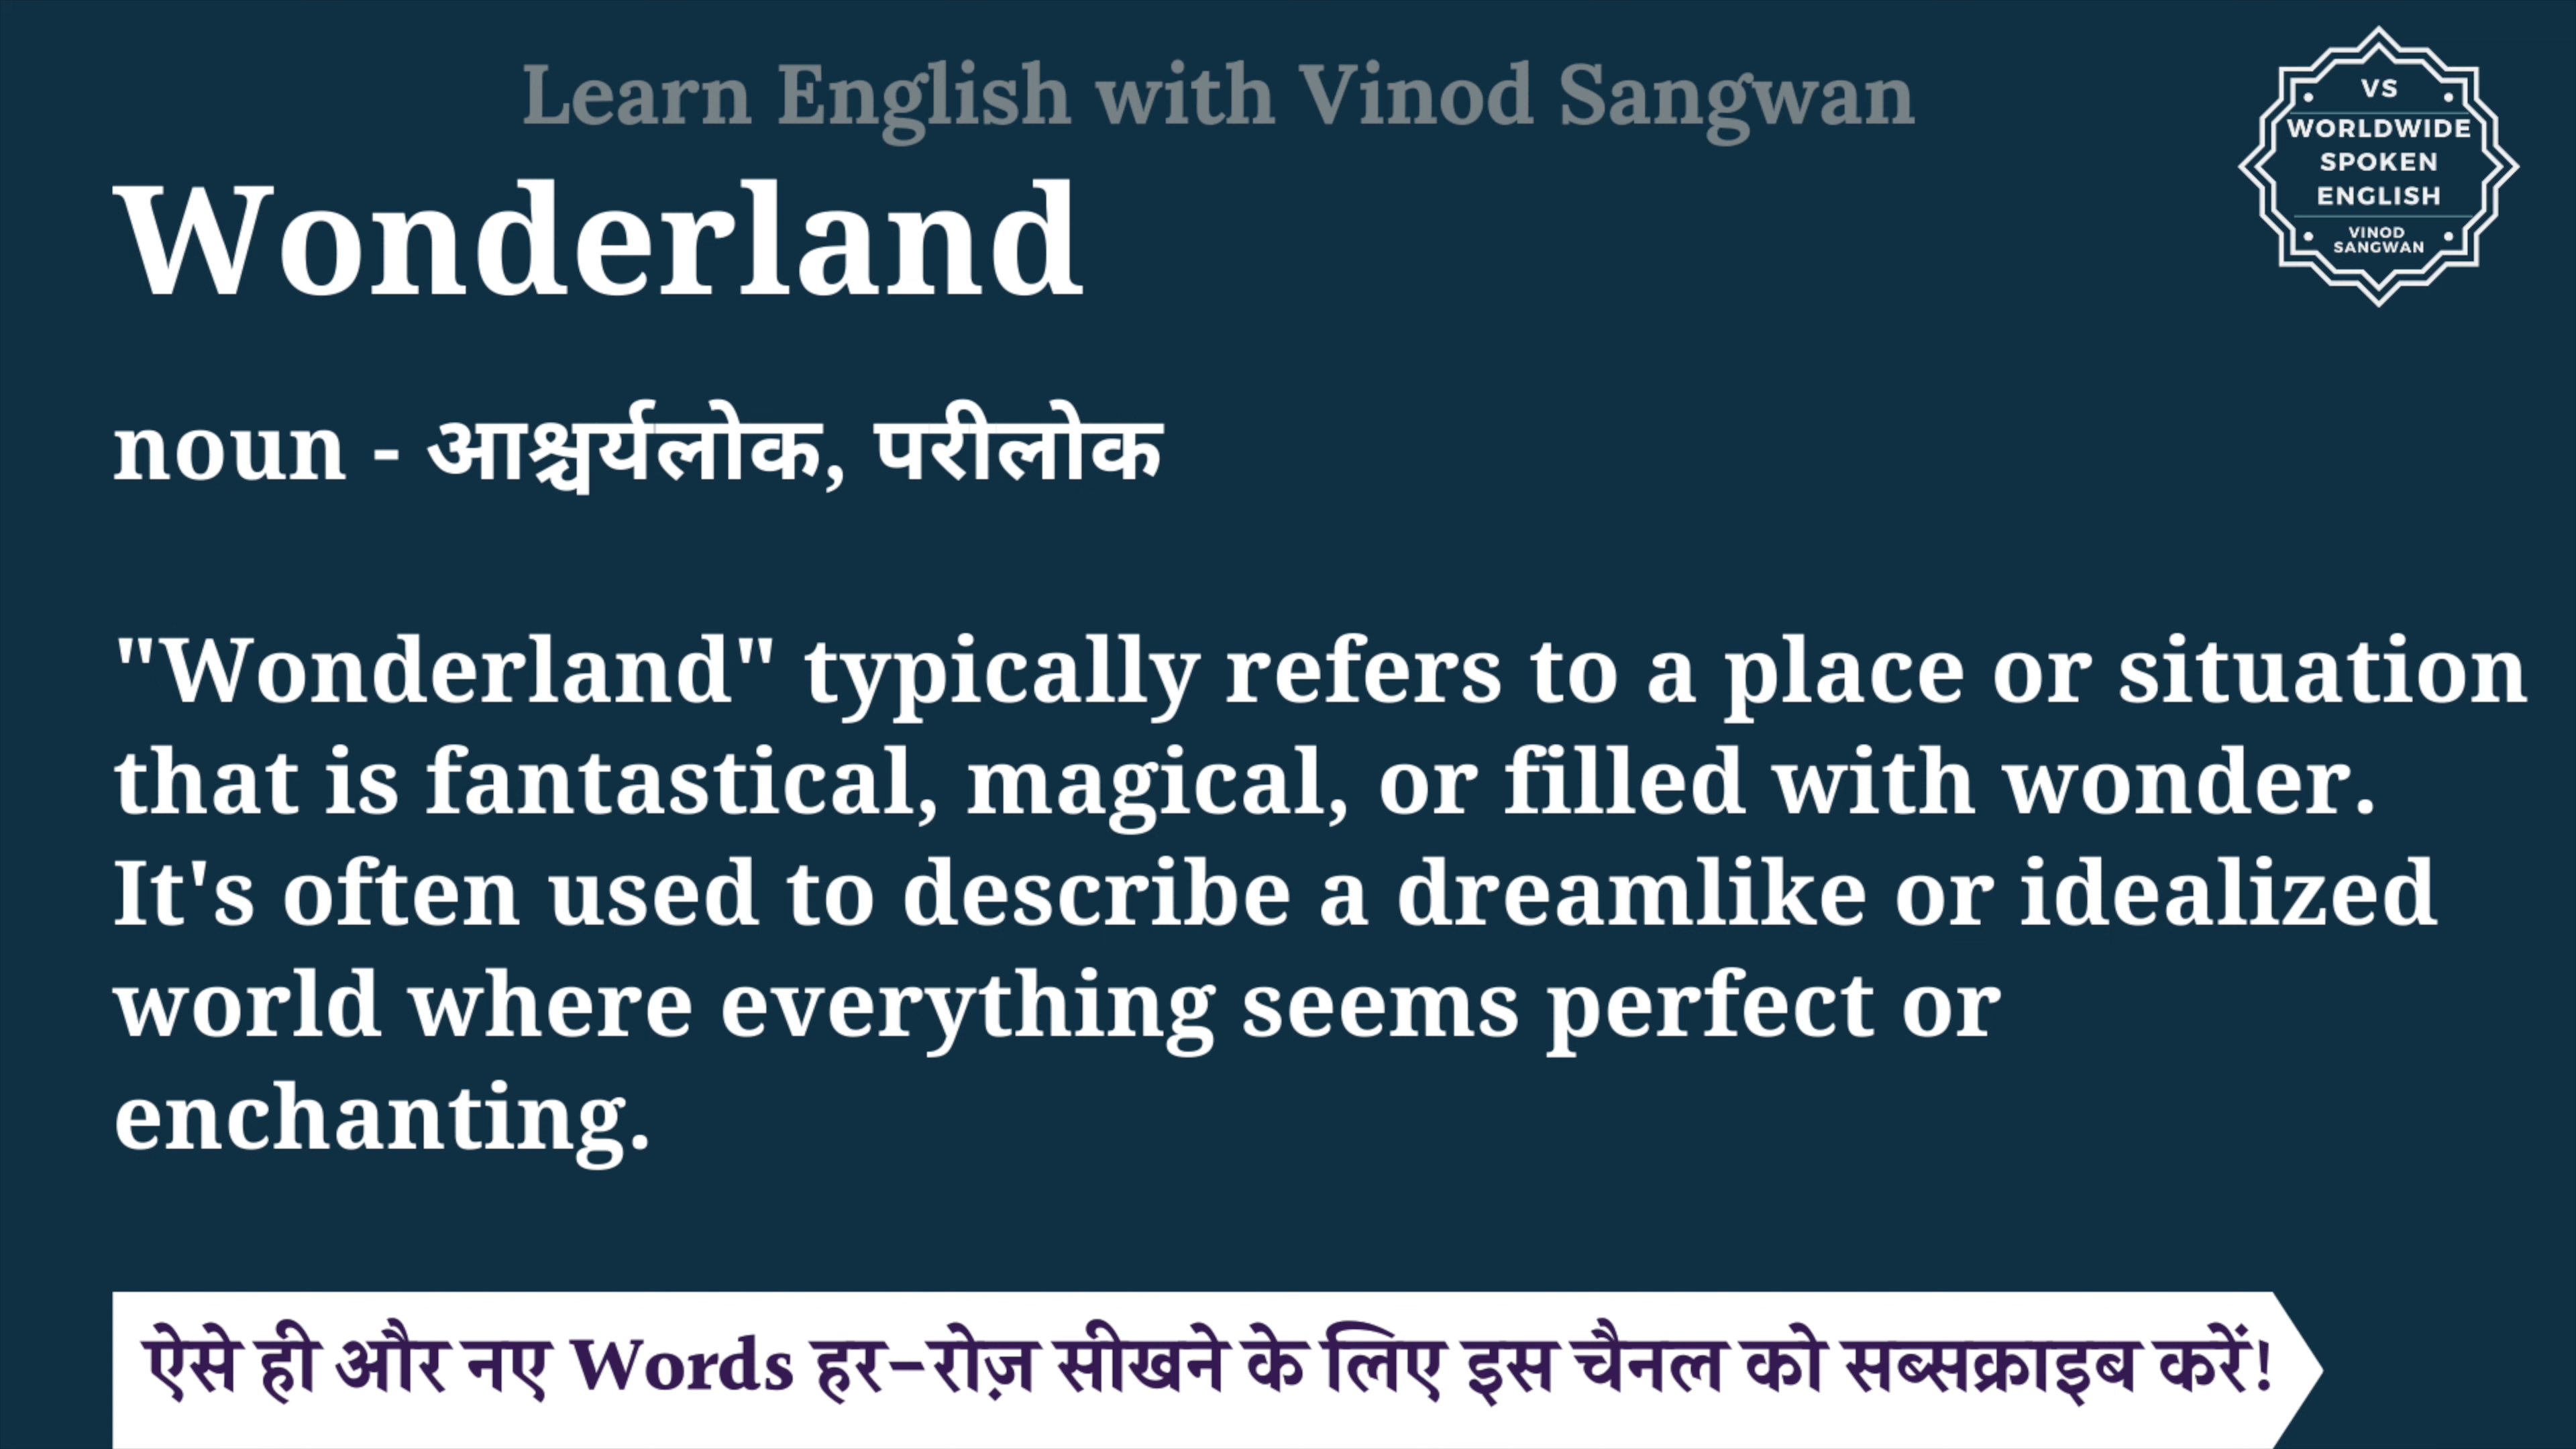 Learn English with Vinod Sangwan
VS
WORLDWIDE
SPOKEN
ENGLISH
VINOD
SANGWAN
Wonderland
noun - आश्चर्यलोक, परीलोक
"Wonderland" typically refers to a place or situation
that is fantastical, magical, or filled with wonder.
It's often used to describe a dreamlike or idealized
world where everything seems perfect or
enchanting.
ऐसे ही और नए Words हर-रोज़ सीखने के लिए इस चैनल को सब्सक्राइब करें!